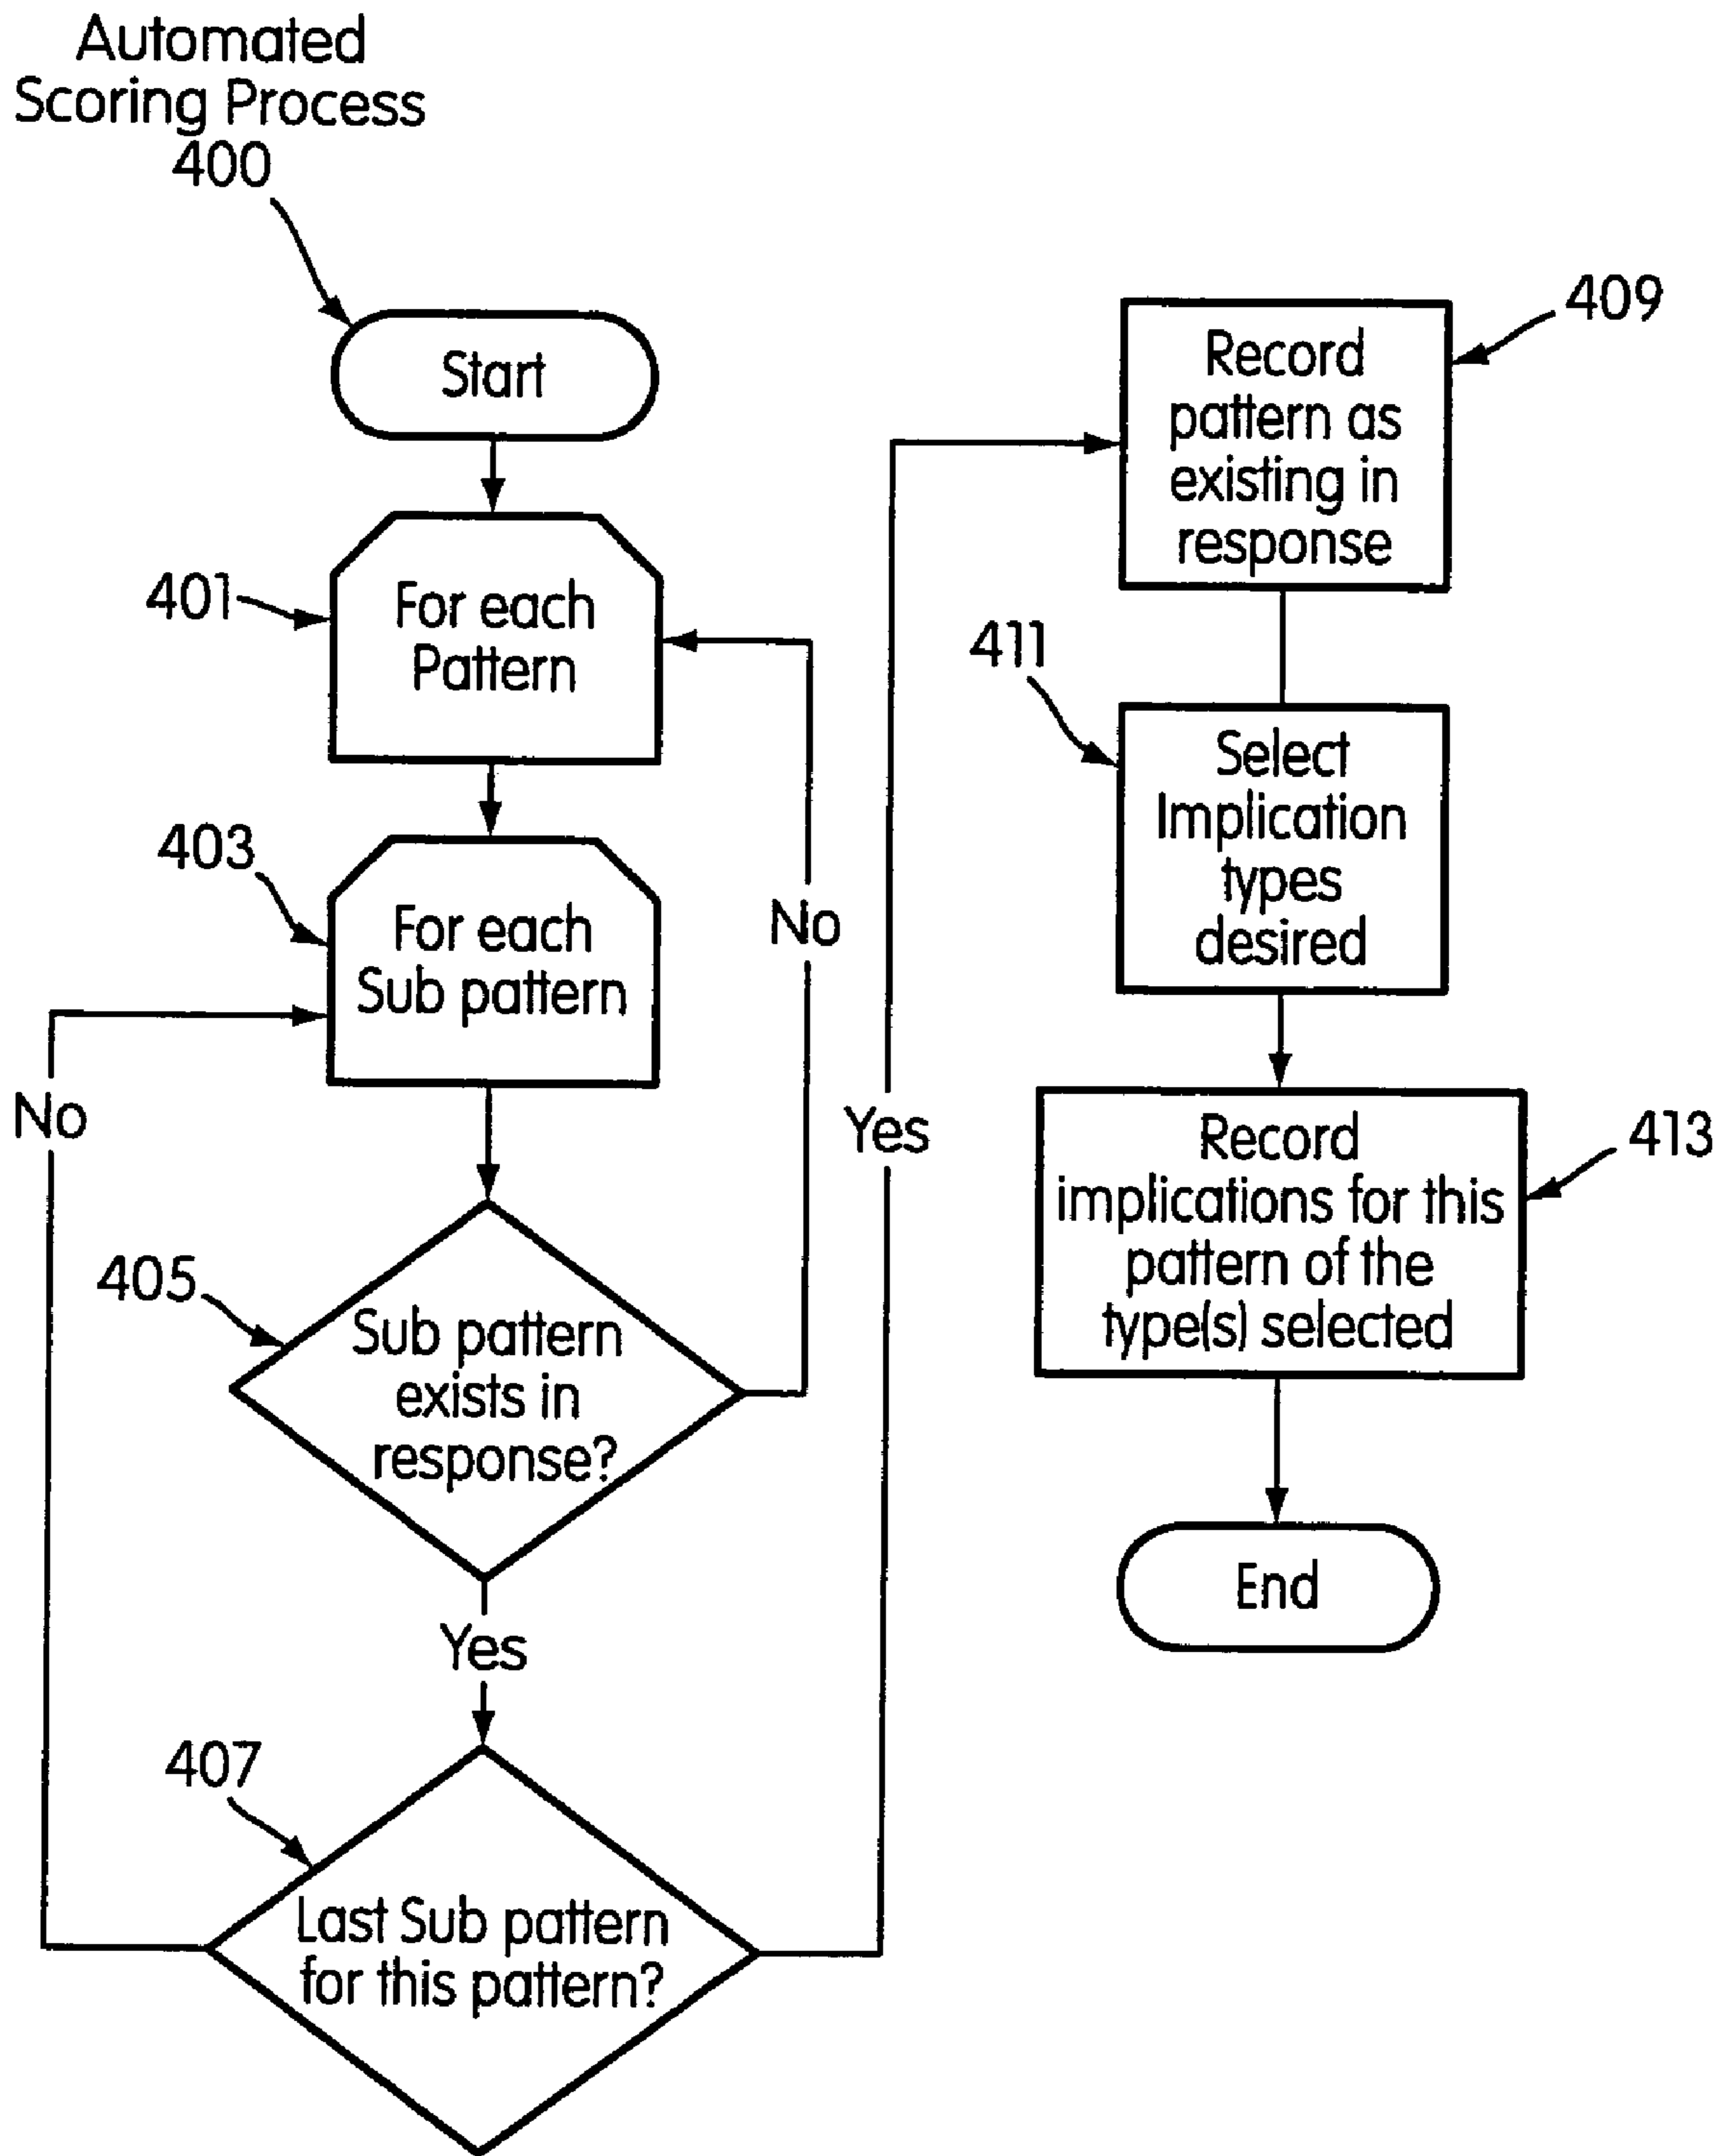 Automated
Scoring Process
400
Start
401
For each
Pattern
403
For each
Sub pattern
No
No
405
Sub pattern
exists in
response?
Yes
407
Last Sub pattern
for this pattern?
Yes
409
Record
pattern as
existing in
response
411
Select
Implication
types
desired
413
Record
implications for this
pattern of the
type(s) selected
End